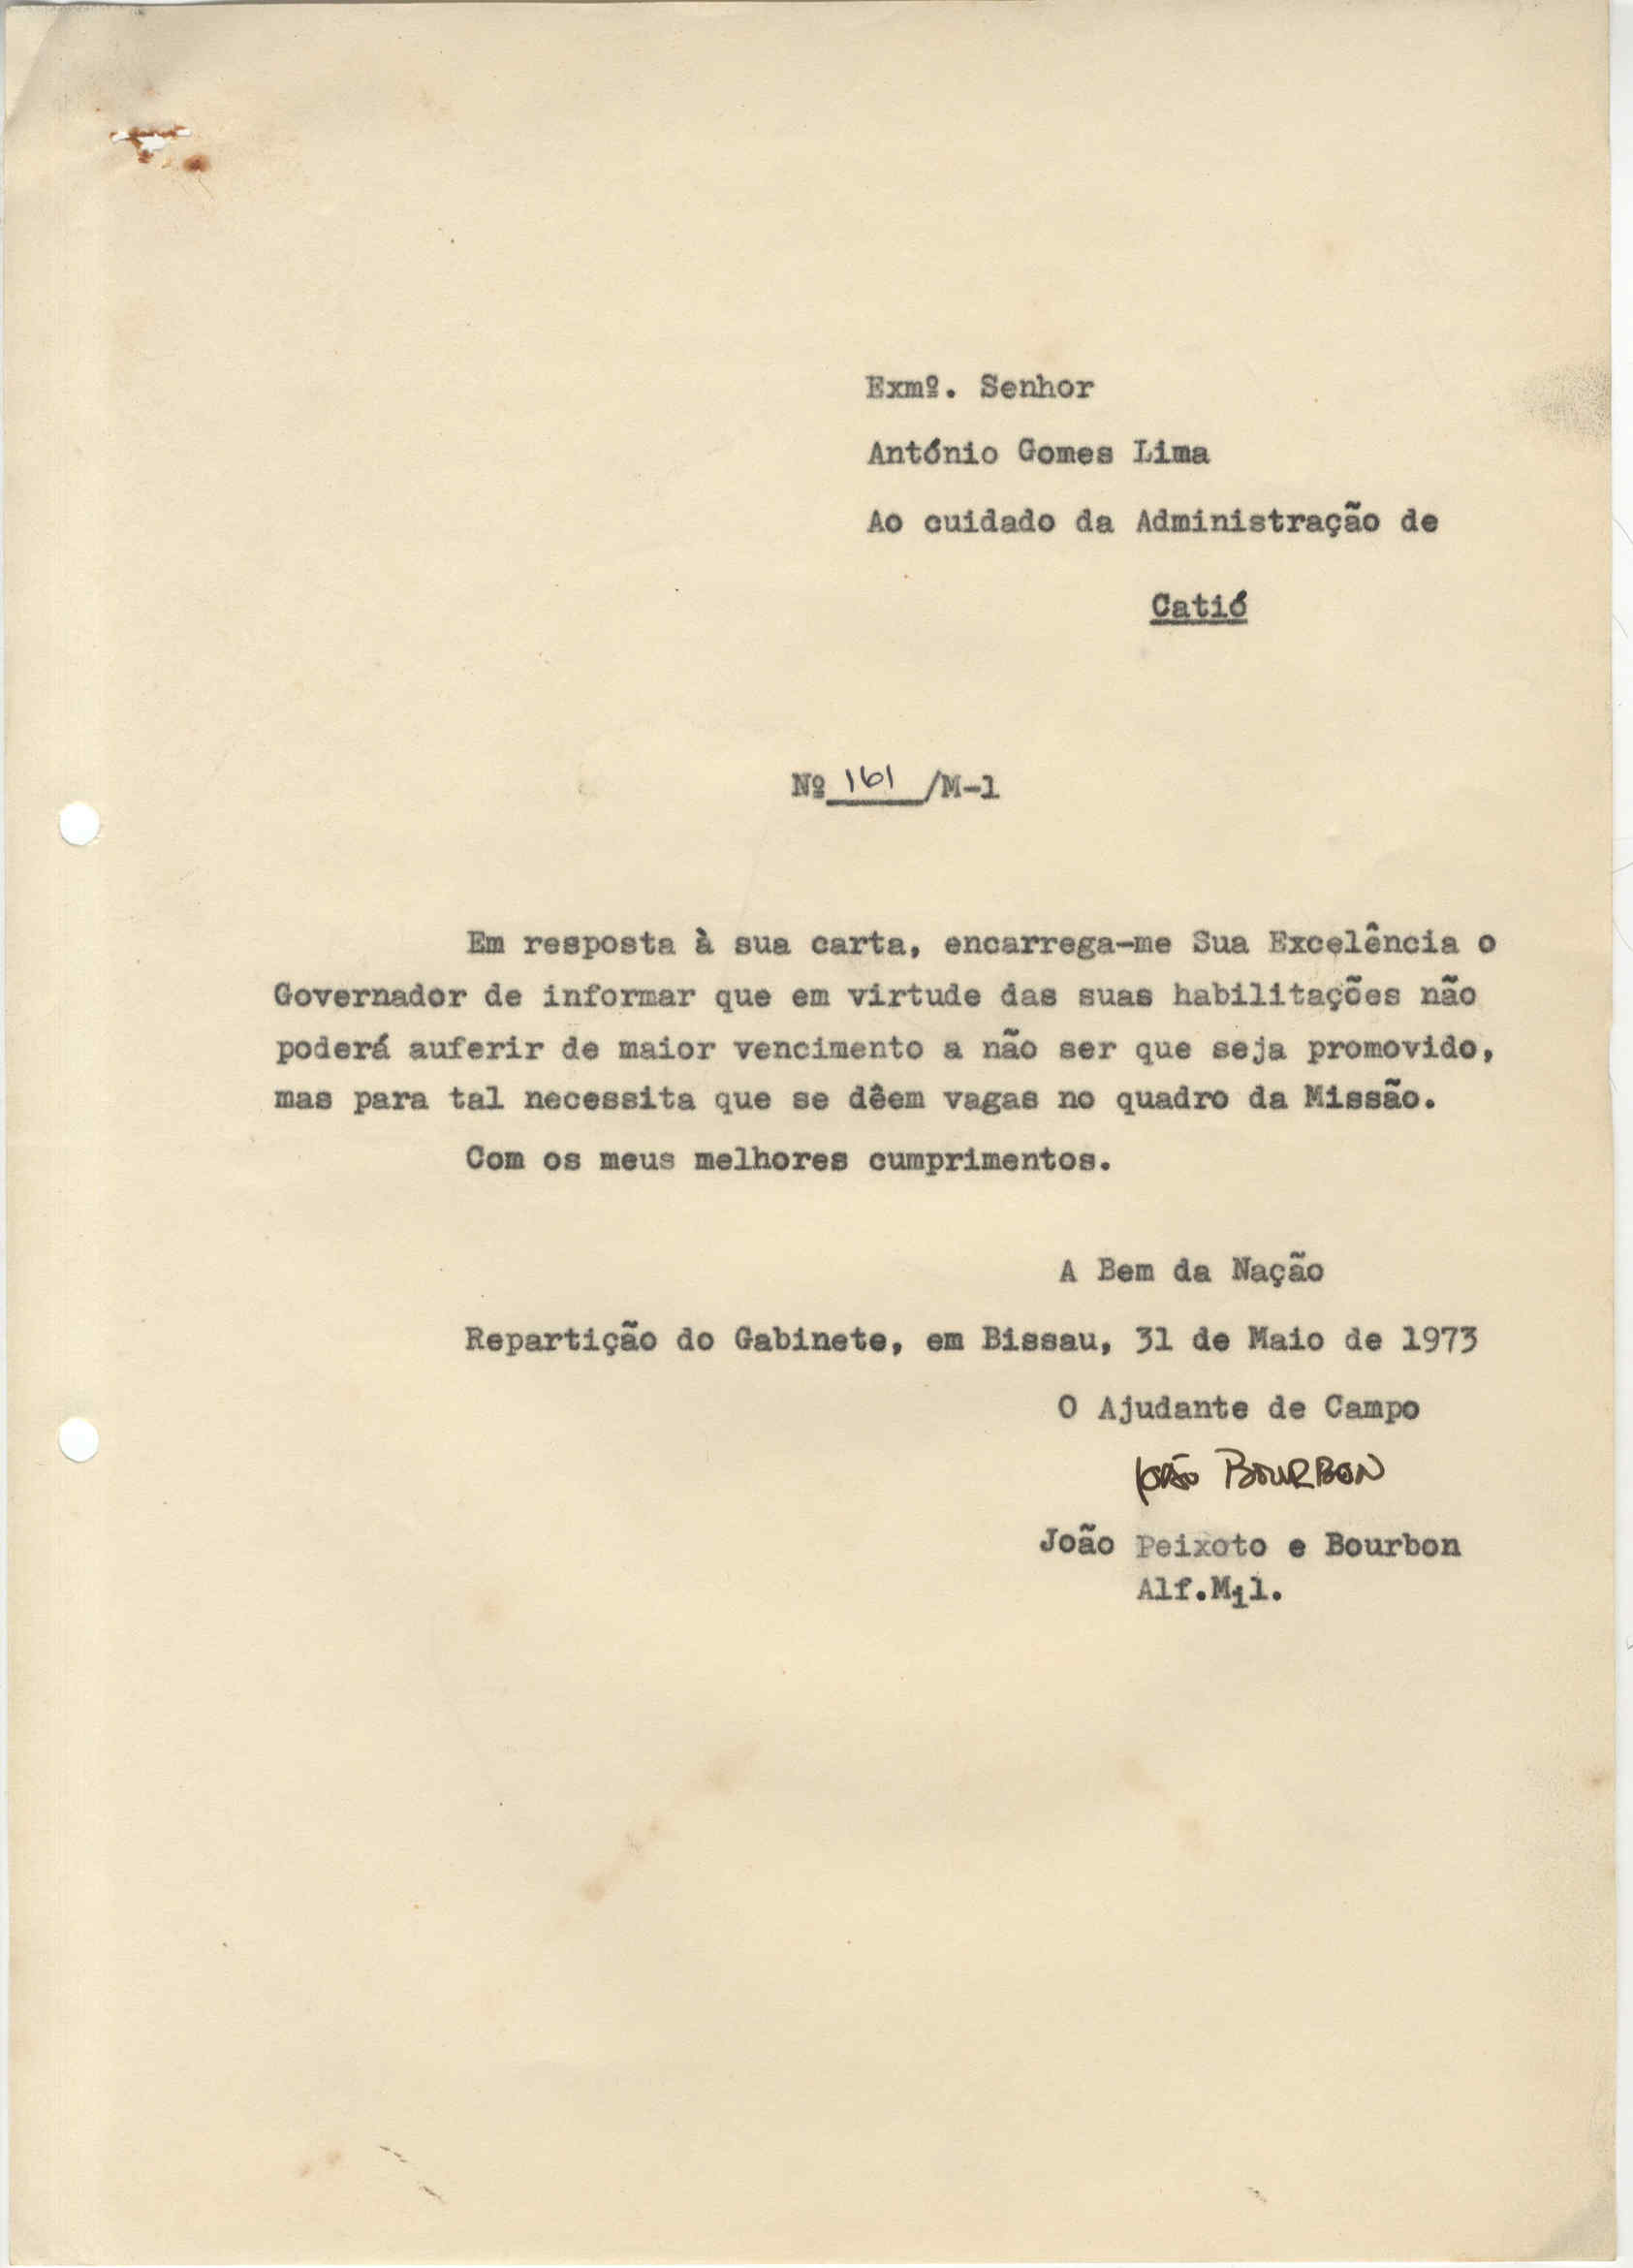 Exmº. Senhor
António Gomes Lima
Ao cuidado da Administração de
Catió
Nº 161 /M-1
Em resposta à sua carta, encarrega-me Sua Excelência o
Governador de informar que em virtude das suas habilitações não
poderá auferir de maior vencimento a não ser que seja promovido,
mas para tal necessita que se dêem vagas no quadro da Missão.
Com os meus melhores cumprimentos.
A Bem da Nação
Repartição do Gabinete, em Bissau, 31 de Maio de 1973
O Ajudante de Campo
João BOURBON
João Peixoto e Bourbon
Alf.Mil.